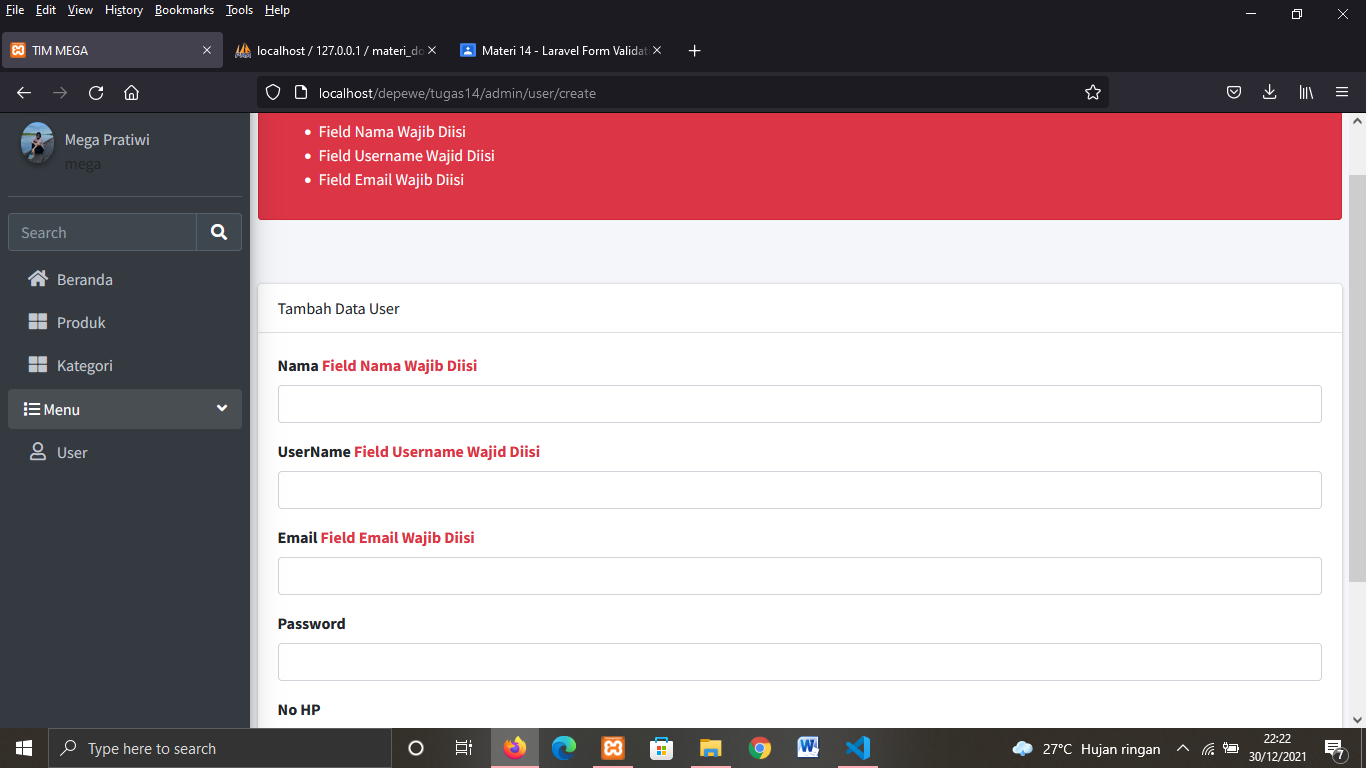 File Edit View History Bookmarks Tools Help
TIM MEGA
localhost / 127.0.0.1 / materi_do
Materi 14 - Laravel Form Validat
localhost/depewe/tugas14/admin/user/create
Mega Pratiwi
mega
Search
Beranda
Produk
Kategori
Menu
User
Field Nama Wajib Diisi
Field Username Wajid Diisi
Field Email Wajib Diisi
Tambah Data User
Nama Field Nama Wajib Diisi
UserName Field Username Wajid Diisi
Email Field Email Wajib Diisi
Password
No HP
Type here to search
27°C Hujan ringan
22:22
30/12/2021
7